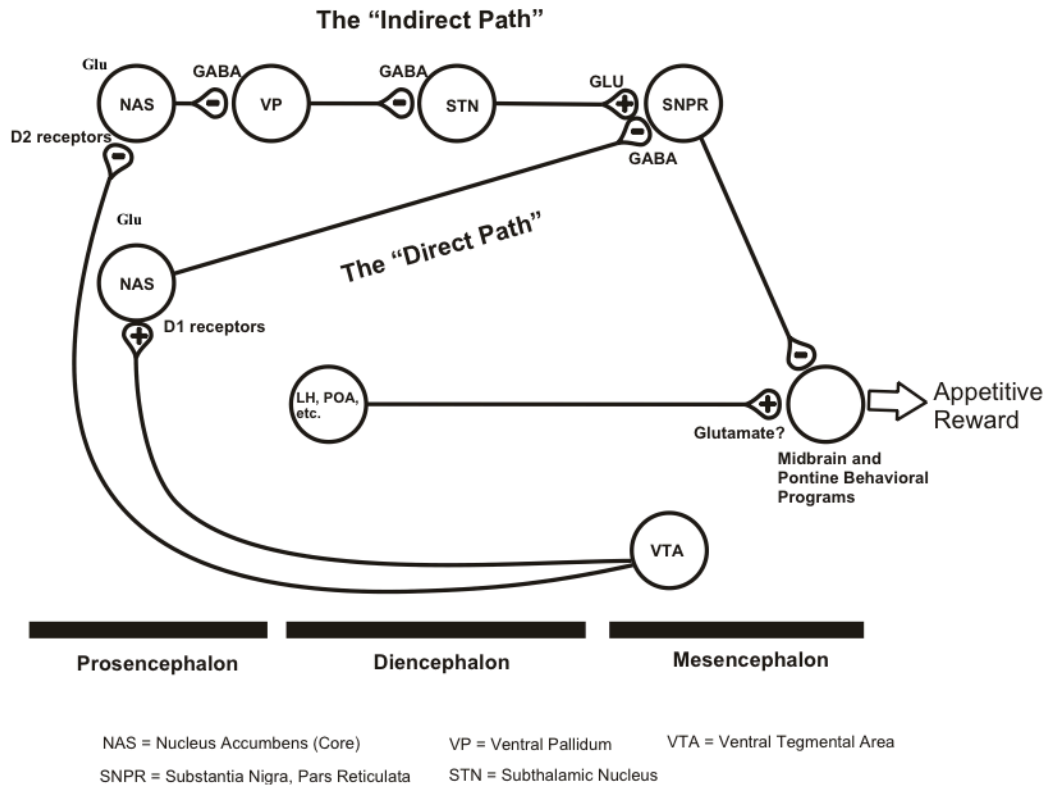 The “Indirect Path”
Glu
GABA
GABA
GLU
NAS
-
VP
-
STN
+
SNPR
D2 receptors
-
-
GABA
Glu
The “Direct Path”
NAS
D1 receptors
+
-
LH, POA,
etc.
+
Appetitive
Reward
Glutamate?
Midbrain and
Pontine Behavioral
Programs
VTA
Prosencephalon
Diencephalon
Mesencephalon
NAS = Nucleus Accumbens (Core)
VP = Ventral Pallidum
VTA = Ventral Tegmental Area
SNPR = Substantia Nigra, Pars Reticulata
STN = Subthalamic Nucleus